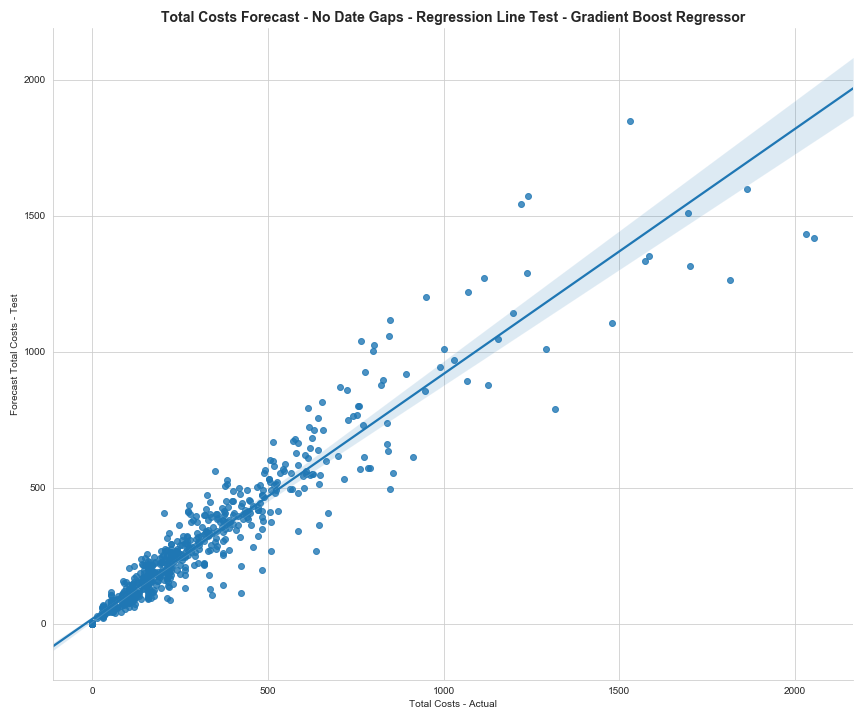 Total Costs Forecast - No Date Gaps - Regression Line Test - Gradient Boost Regressor
2000
1500
1000
500
0
Forecast Total Costs - Test
0 500 1000 1500 2000
Total Costs - Actual